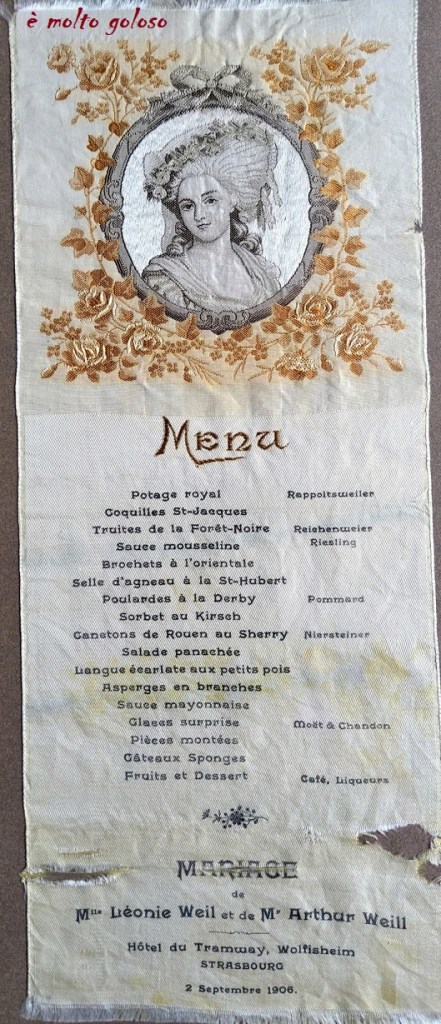 è molto goloso
Menu
Potage royal Rappoltsweiler
Coquilles St-Jacques
Truites de la Forêt-Noire Reichenweier
Sauce mousseline Riesling
Brochets à l'orientale
Selle d'agneau à la St-Hubert
Poulardes à la Derby Pommard
Sorbet au Kirsch
Canetons de Rouen au Sherry Niersteiner
Salade panachée
Langue écarlate aux petits pois
Asperges en branches
Sauce mayonnaise
Glaces surprise Moët & Chandon
Pièces montées
Gâteaux Sponges
Fruits et Dessert Café, Liqueurs
MARIAGE
de
Mlle Léonie Weil et de Mr Arthur Weill
Hôtel du Tramway, Wolfisheim
STRASBOURG
2 Septembre 1906.